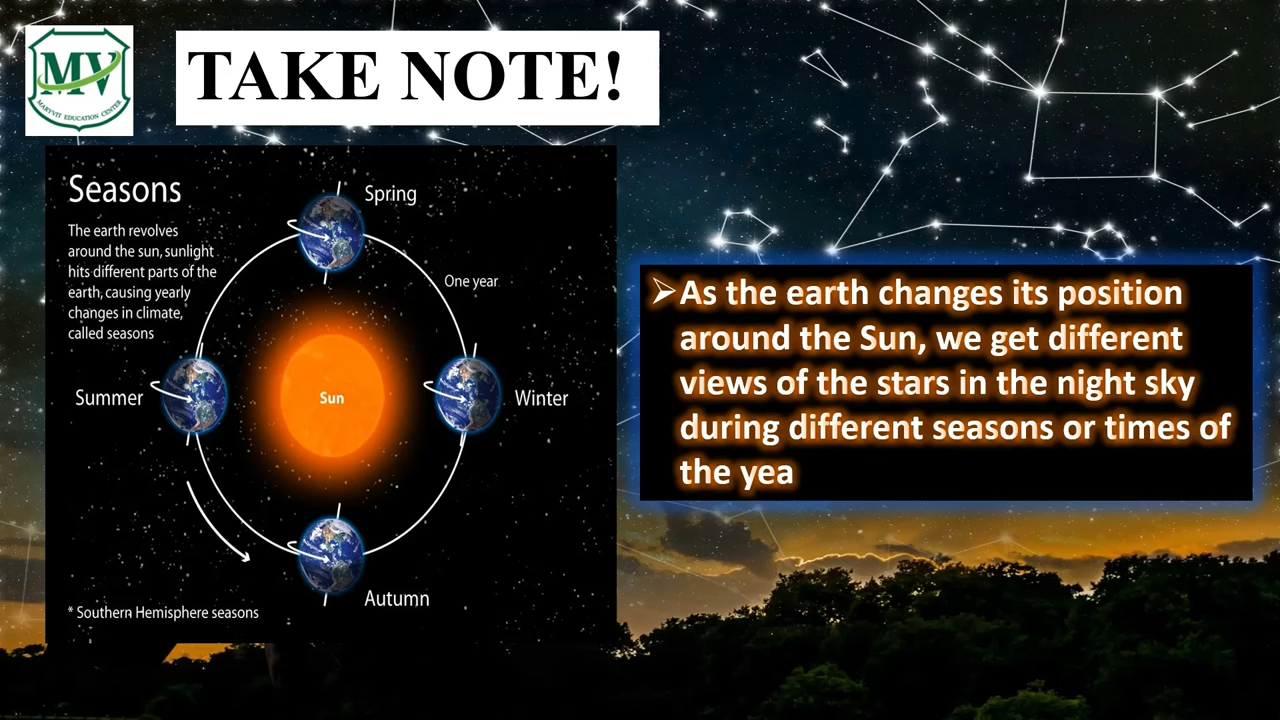 MV
MARYVIT EDUCATION CENTER
TAKE NOTE!
Seasons
The earth revolves
around the sun, sunlight
hits different parts of the
earth, causing yearly
changes in climate,
called seasons
Spring
One year
Summer
Sun
Winter
Autumn
* Southern Hemisphere seasons
➢As the earth changes its position
around the Sun, we get different
views of the stars in the night sky
during different seasons or times of
the yea